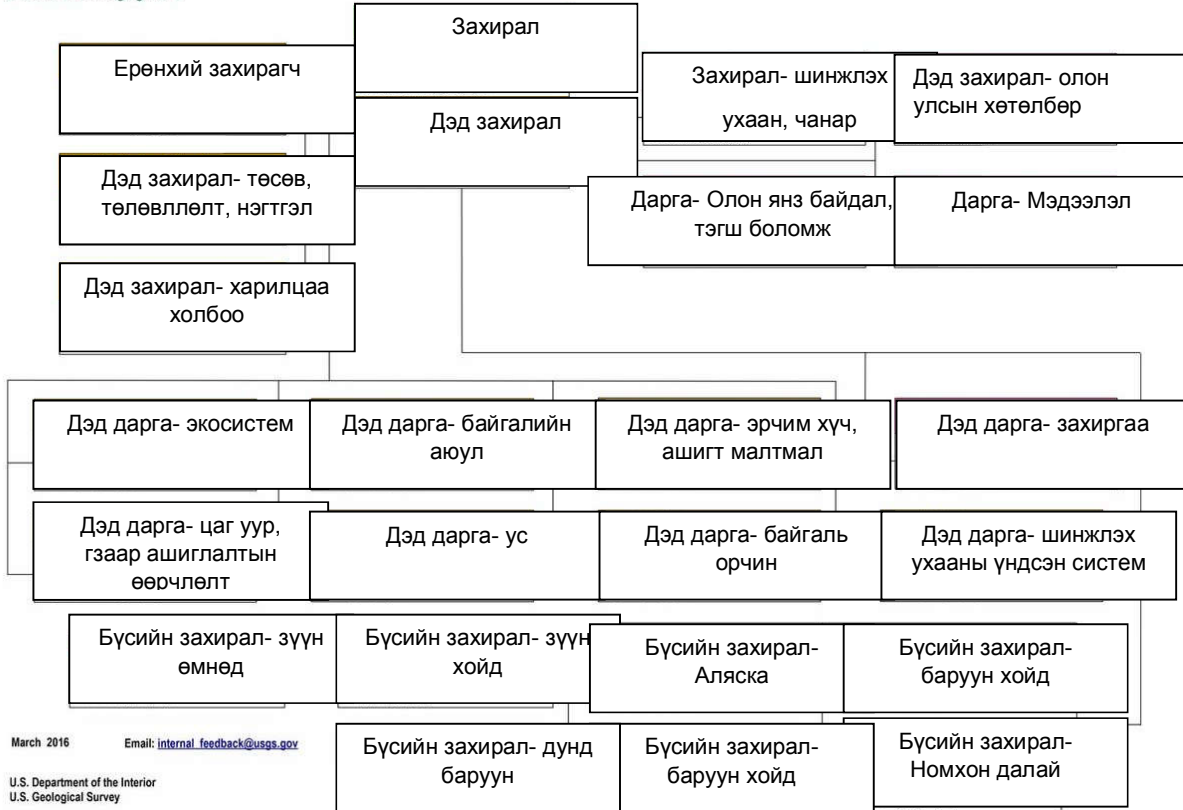 Захирал
Ерөнхий захирагч
Захирал- шинжлэх
ухаан, чанар
Дэд захирал- олон
улсын хөтөлбөр
Дэд захирал
Дэд захирал- төсөв,
төлөвллөлт, нэгтгэл
Дарга- Олон янз байдал,
тэгш боломж
Дарга- Мэдээлэл
Дэд захирал- харилцаа
холбоо
Дэд дарга- экосистем
Дэд дарга- байгалийн
аюул
Дэд дарга- эрчим хүч,
ашигт малтмал
Дэд дарга- захиргаа
Дэд дарга- цаг уур,
гзаар ашиглалтын
өөрчлөлт
Дэд дарга- ус
Дэд дарга- байгаль
орчин
Дэд дарга- шинжлэх
ухааны үндсэн систем
Бүсийн захирал- зүүн
өмнөд
Бүсийн захирал- зүүн
хойд
Бүсийн захирал-
Аляска
Бүсийн захирал-
баруун хойд
Бүсийн захирал- дунд
баруун
Бүсийн захирал-
баруун хойд
Бүсийн захирал-
Номхон далай
March 2016 Email: internal_feedback@usgs.gov
U.S. Department of the Interior
U.S. Geological Survey